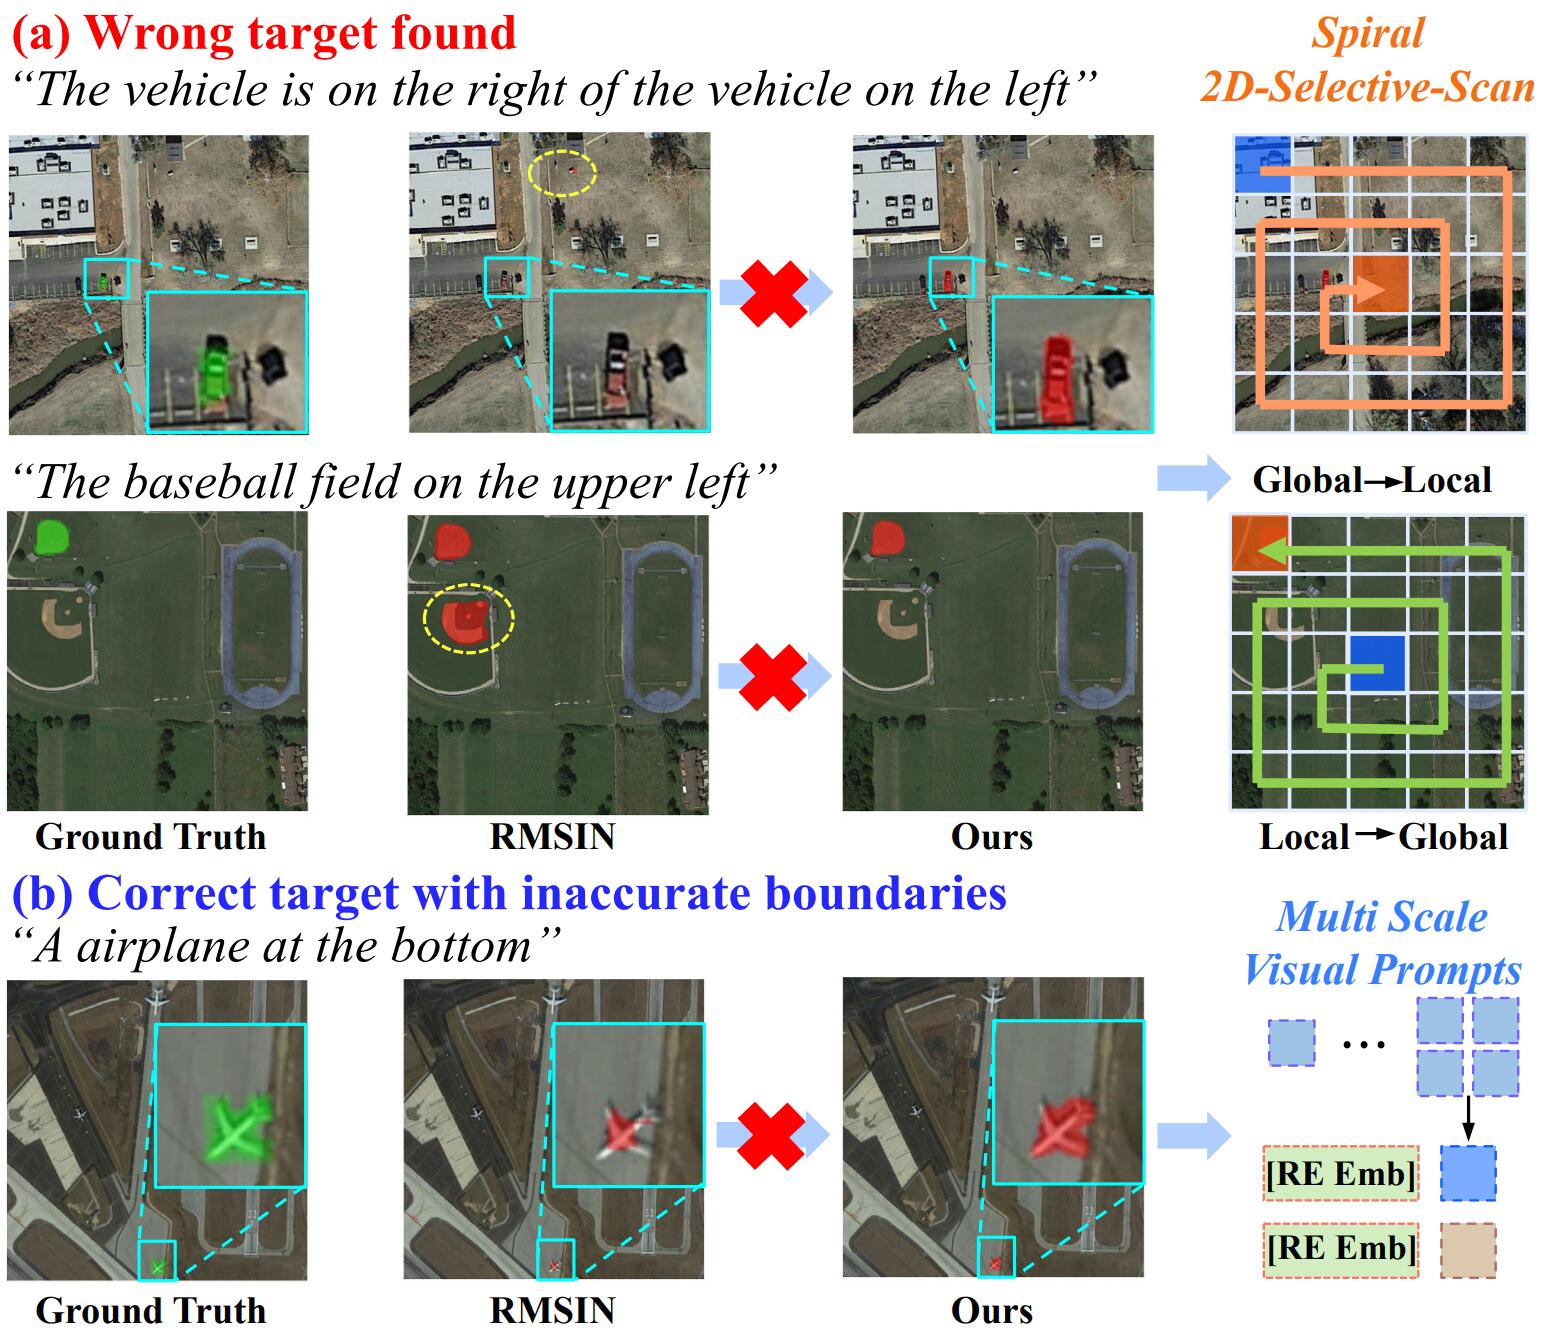 (a) Wrong target found
“The vehicle is on the right of the vehicle on the left”
Spiral
2D-Selective-Scan
Global→Local
“The baseball field on the upper left”
Ground Truth
RMSIN
Ours
Local→Global
(b) Correct target with inaccurate boundaries
“A airplane at the bottom”
Multi Scale
Visual Prompts
...
[RE Emb]
[RE Emb]
Ground Truth
RMSIN
Ours